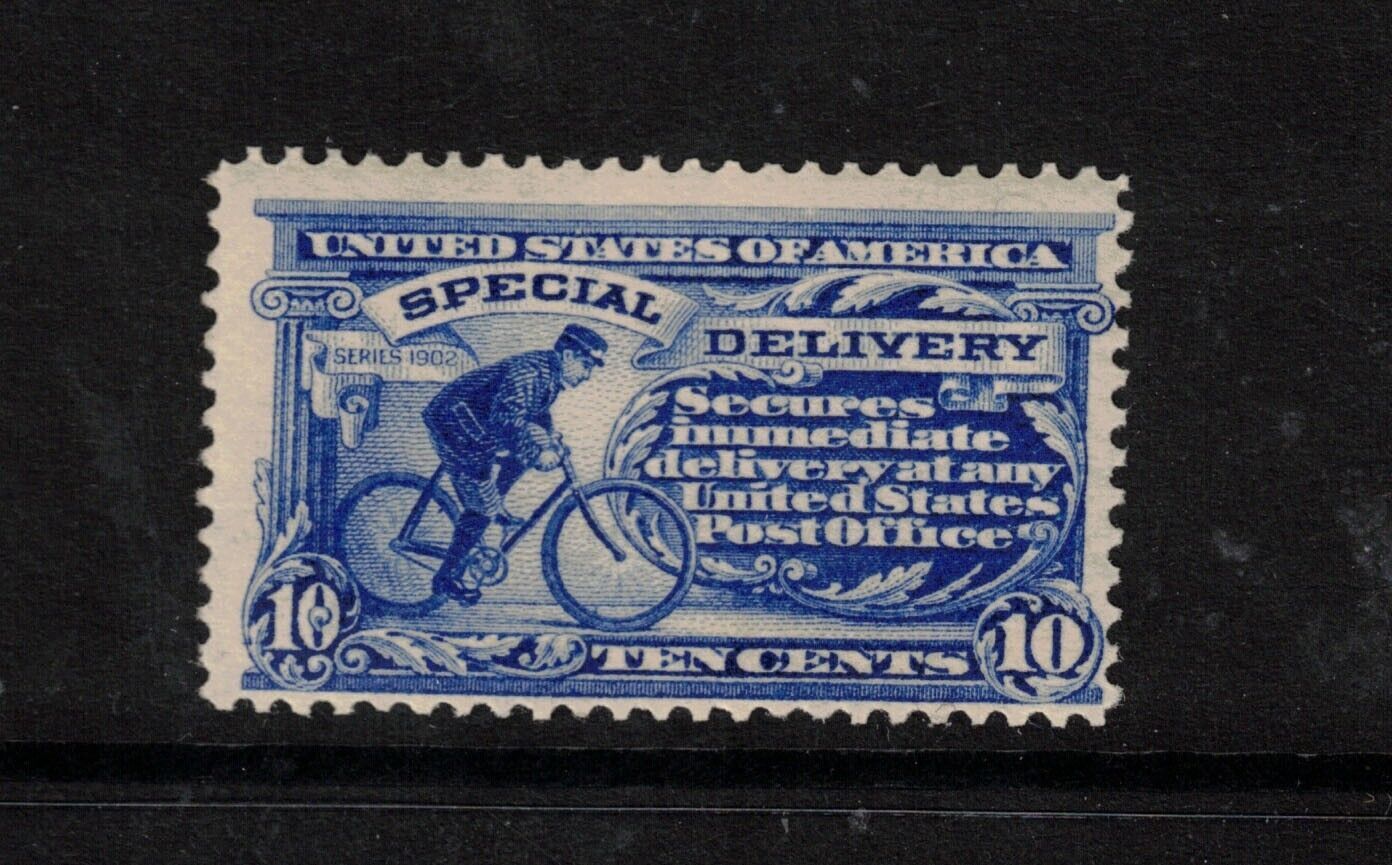 UNITED STATES OF AMERICA
SPECIAL
DELIVERY
SERIES 1902
Secures
immediate
delivery at any
United States
Post Office
10
TEN CENTS
10